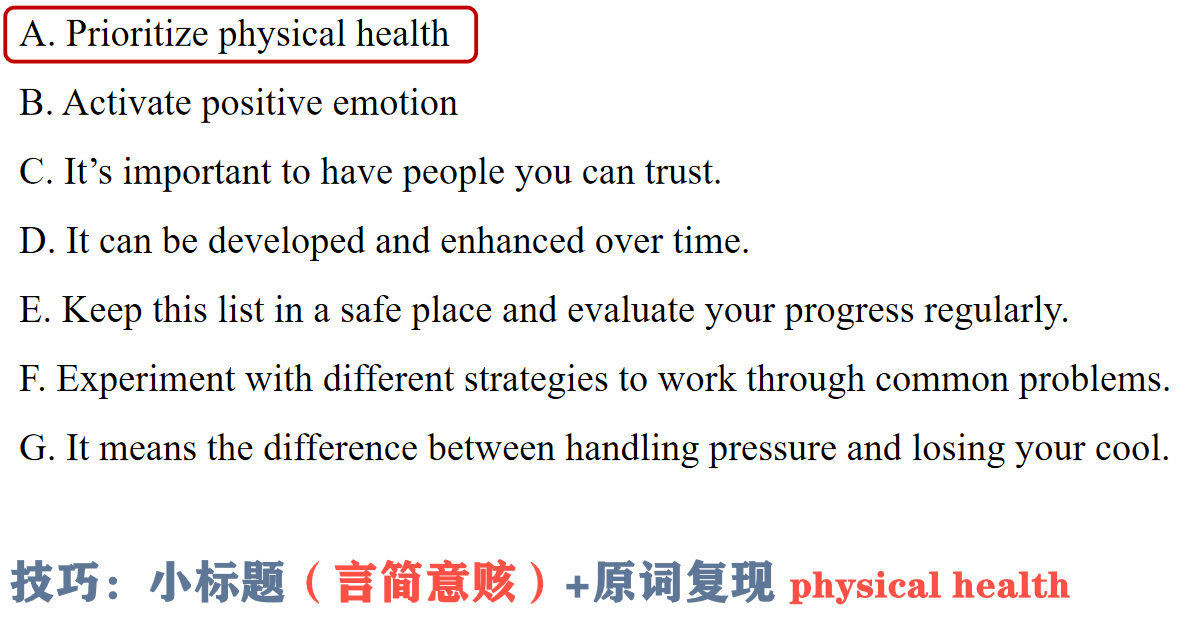 A. Prioritize physical health
B. Activate positive emotion
C. It’s important to have people you can trust.
D. It can be developed and enhanced over time.
E. Keep this list in a safe place and evaluate your progress regularly.
F. Experiment with different strategies to work through common problems.
G. It means the difference between handling pressure and losing your cool.
技巧：小标题（言简意赅）+原词复现 physical health